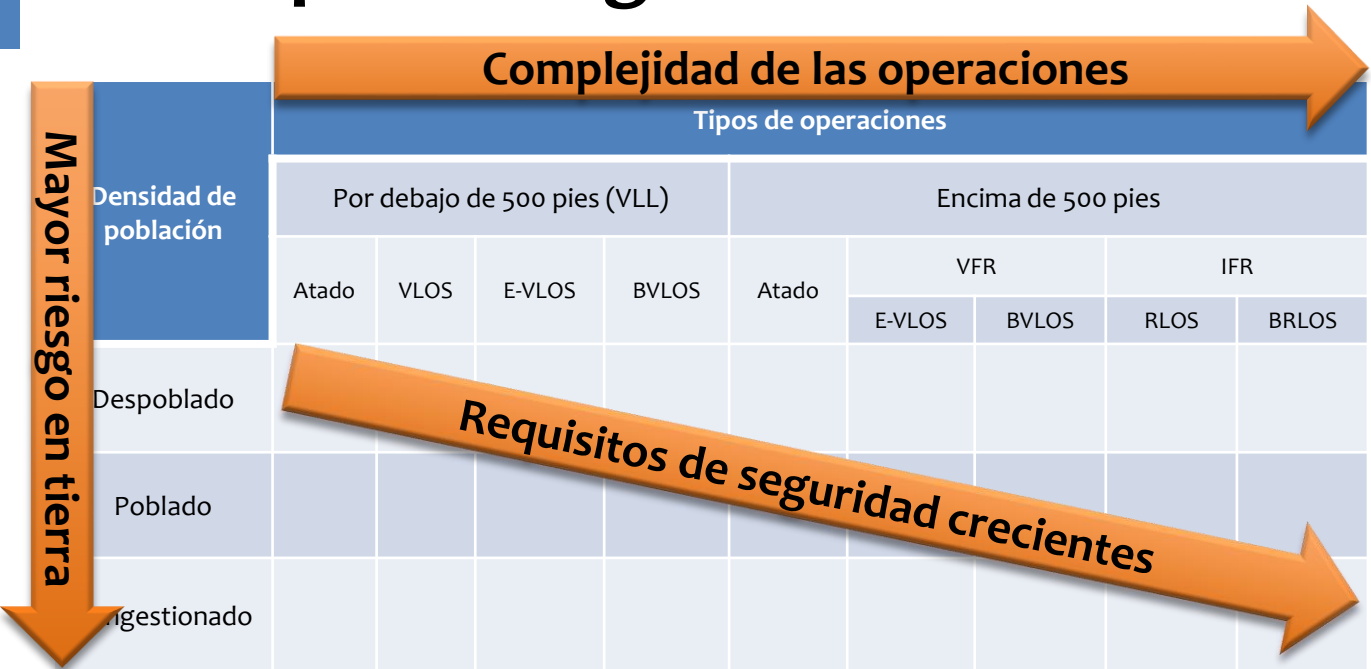 Complejidad de las operaciones
Tipos de operaciones
Mayor riesgo en tierra
Densidad de
población
Por debajo de 500 pies (VLL)
Encima de 500 pies
Atado
VLOS
E-VLOS
BVLOS
Atado
VFR
IFR
E-VLOS
BVLOS
RLOS
BRLOS
Despoblado
Requisitos de seguridad crecientes
Poblado